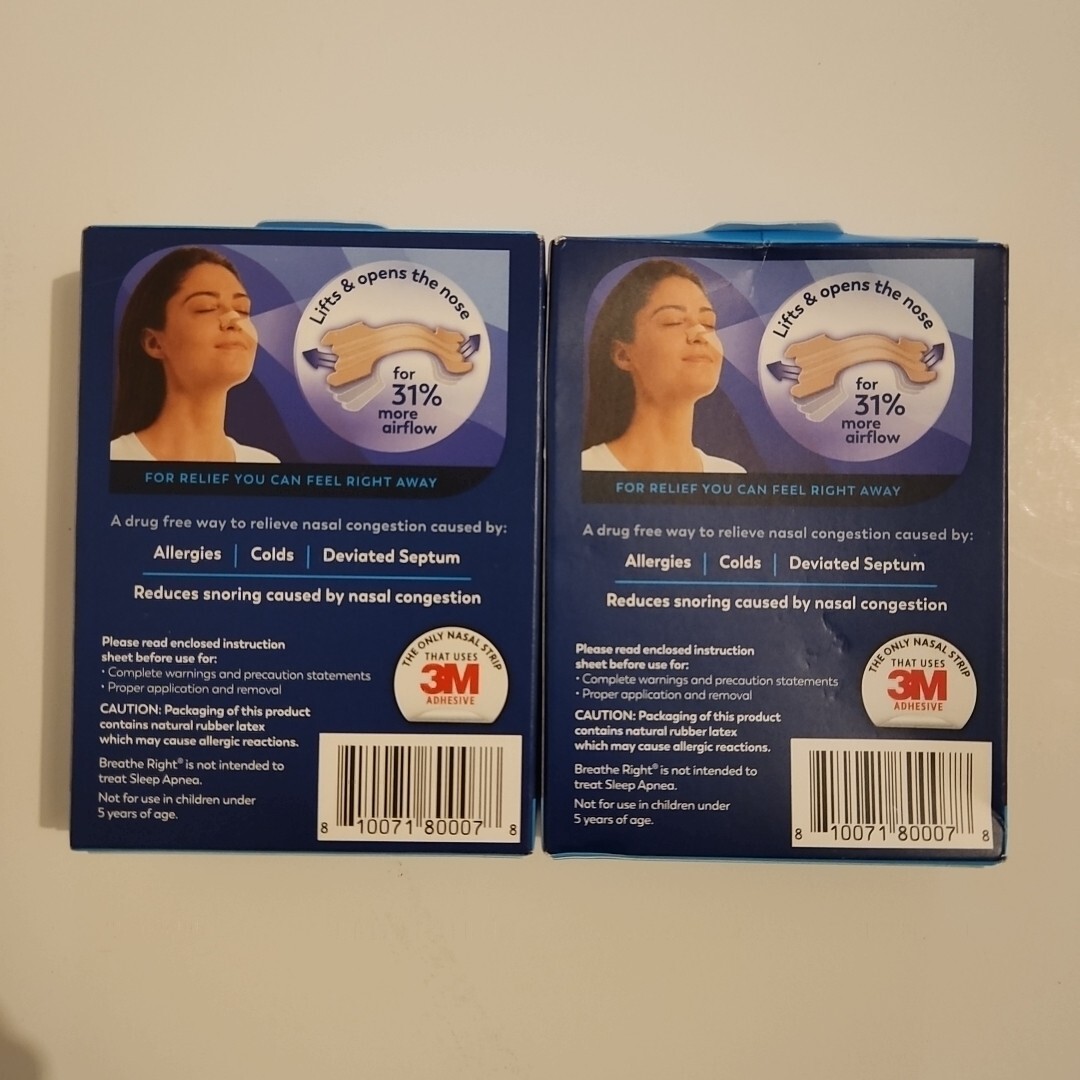 Lifts & opens the nose
for
31%
more
airflow
FOR RELIEF YOU CAN FEEL RIGHT AWAY
A drug free way to relieve nasal congestion caused by:
Allergies | Colds | Deviated Septum
Reduces snoring caused by nasal congestion
Please read enclosed instruction
sheet before use for:
• Complete warnings and precaution statements
• Proper application and removal
CAUTION: Packaging of this product
contains natural rubber latex
which may cause allergic reactions.
Breathe Right® is not intended to
treat Sleep Apnea.
Not for use in children under
5 years of age.
THE ONLY NASAL STRIP
THAT USES
3M
ADHESIVE
8 10071 80007 8
Lifts & opens the nose
for
31%
more
airflow
FOR RELIEF YOU CAN FEEL RIGHT AWAY
A drug free way to relieve nasal congestion caused by:
Allergies | Colds | Deviated Septum
Reduces snoring caused by nasal congestion
Please read enclosed instruction
sheet before use for:
• Complete warnings and precaution statements
• Proper application and removal
CAUTION: Packaging of this product
contains natural rubber latex
which may cause allergic reactions.
Breathe Right® is not intended to
treat Sleep Apnea.
Not for use in children under
5 years of age.
THE ONLY NASAL STRIP
THAT USES
3M
ADHESIVE
8 10071 80007 8